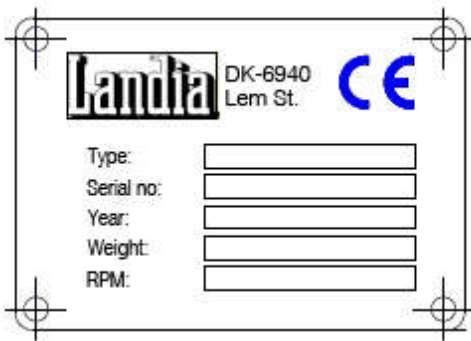 Landia
DK-6940
Lem St.
CE
Type:
Serial no:
Year:
Weight:
RPM: